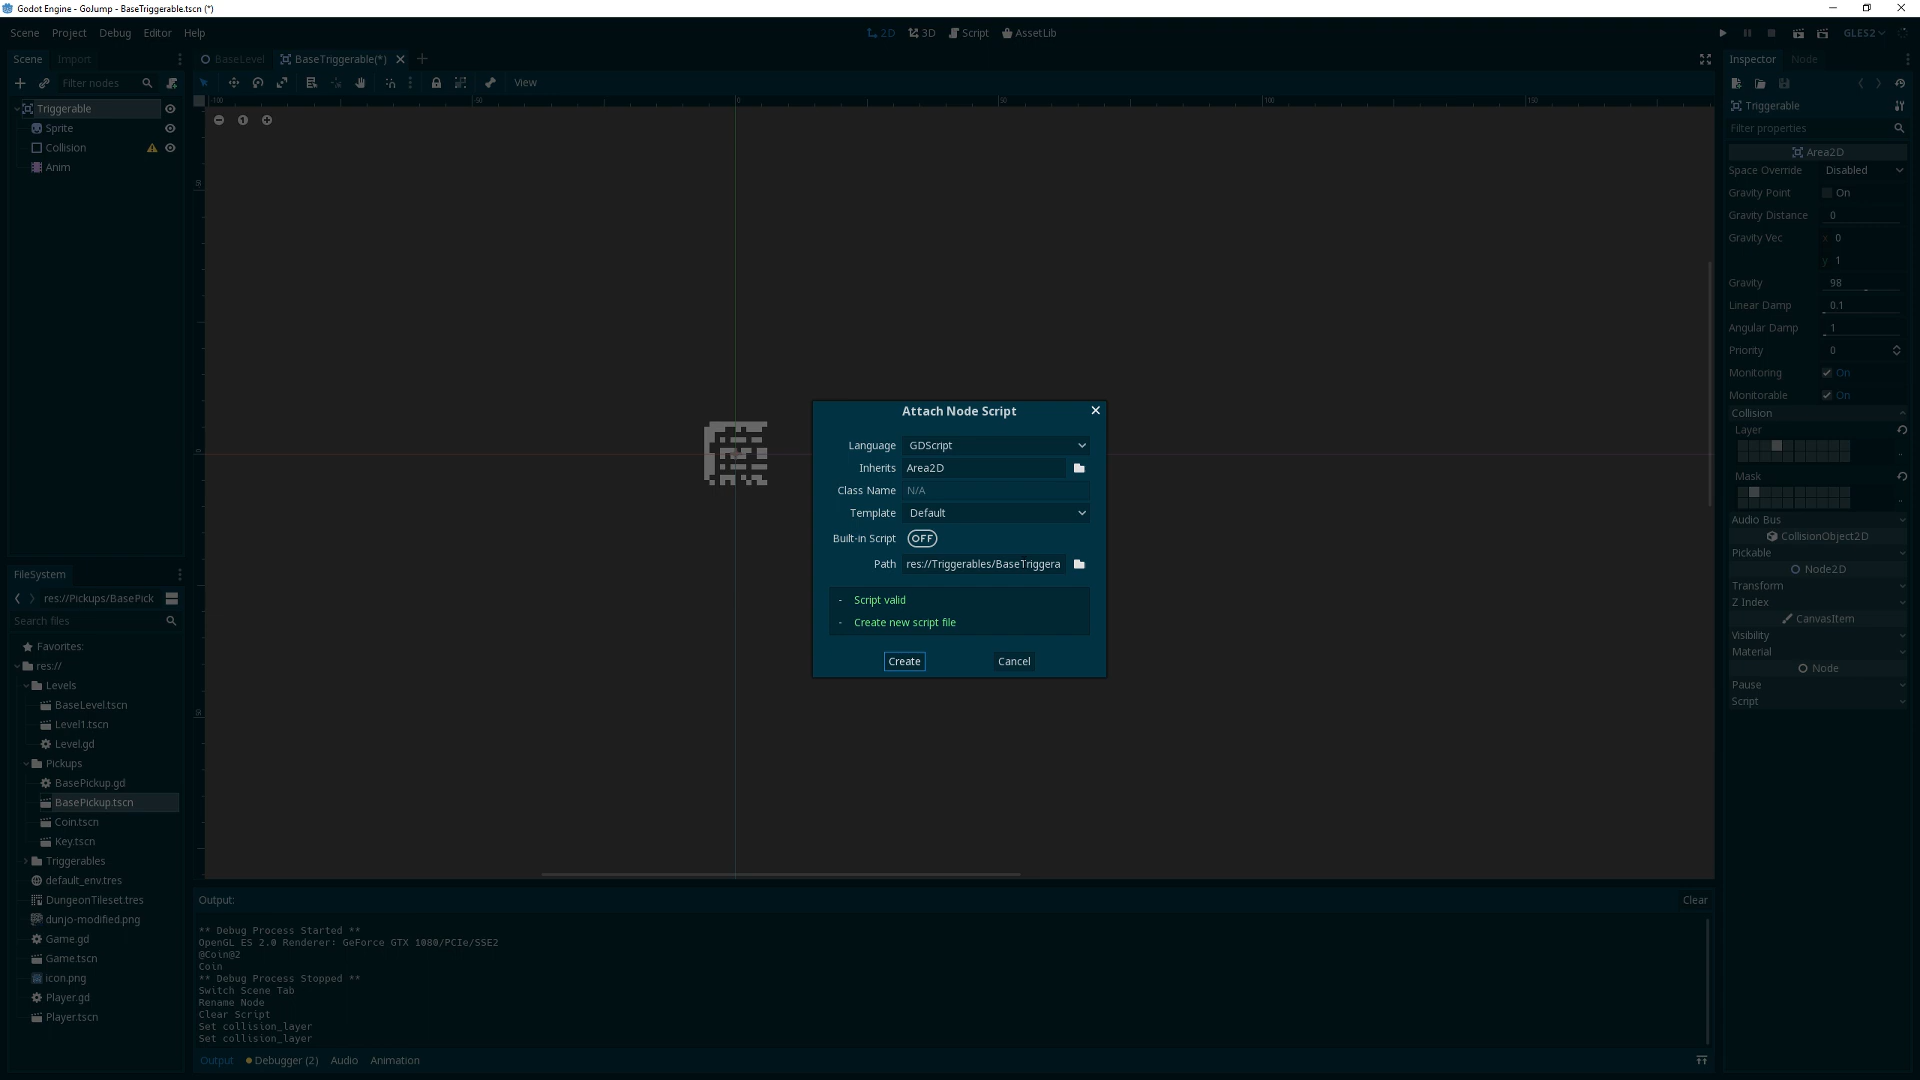 Godot Engine - GoJump - BaseTriggerable.tscn (*)
Scene Project Debug Editor Help
2D 3D Script AssetLib
GLES2
Scene Import
BaseLevel BaseTriggerable(*)
Inspector Node
Filter nodes
View
Triggerable
Sprite
Collision
Anim
Triggerable
Filter properties
Area2D
Space Override Disabled
Gravity Point On
Gravity Distance 0
Gravity Vec x 0
y 1
Gravity 98
Linear Damp 0.1
Angular Damp 1
Priority 0
Monitoring On
Monitorable On
Collision
Layer
Mask
Audio Bus
CollisionObject2D
Pickable
Node2D
Transform
Z Index
CanvasItem
Visibility
Material
Node
Pause
Script
-50 0 50 100 150
Attach Node Script
Language GDScript
Inherits Area2D
Class Name N/A
Template Default
Built-in Script OFF
Path res://Triggerables/BaseTriggera
- Script valid
- Create new script file
Create Cancel
FileSystem
res://Pickups/BasePick
Search files
Favorites:
res://
Levels
BaseLevel.tscn
Level1.tscn
Level.gd
Pickups
BasePickup.gd
BasePickup.tscn
Coin.tscn
Key.tscn
Triggerables
default_env.tres
DungeonTileset.tres
dunjo-modified.png
Game.gd
Game.tscn
icon.png
Player.gd
Player.tscn
Output:
Clear
** Debug Process Started **
OpenGL ES 2.0 Renderer: GeForce GTX 1080/PCIe/SSE2
@Coin@2
Coin
** Debug Process Stopped **
Switch Scene Tab
Rename Node
Clear Script
Set collision_layer
Set collision_layer
Output Debugger (2) Audio Animation